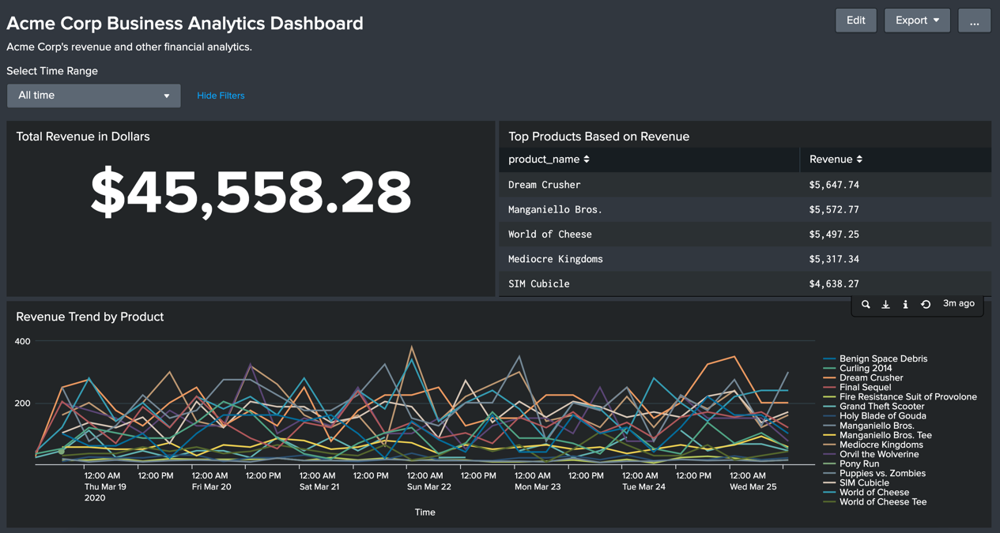 Acme Corp Business Analytics Dashboard
Edit
Export
...
Acme Corp's revenue and other financial analytics.
Select Time Range
All time
Hide Filters
Total Revenue in Dollars
$45,558.28
Top Products Based on Revenue
product_name Revenue
Dream Crusher $5,647.74
Manganiello Bros. $5,572.77
World of Cheese $5,497.25
Mediocre Kingdoms $5,317.34
SIM Cubicle $4,638.27
3m ago
Revenue Trend by Product
400
200
12:00 AM 12:00 PM 12:00 AM 12:00 PM 12:00 AM 12:00 PM 12:00 AM 12:00 PM 12:00 AM 12:00 PM 12:00 AM 12:00 PM 12:00 AM
Thu Mar 19 Fri Mar 20 Sat Mar 21 Sun Mar 22 Mon Mar 23 Tue Mar 24 Wed Mar 25
2020
Time
Benign Space Debris
Curling 2014
Dream Crusher
Final Sequel
Fire Resistance Suit of Provolone
Grand Theft Scooter
Holy Blade of Gouda
Manganiello Bros.
Manganiello Bros. Tee
Mediocre Kingdoms
Orvil the Wolverine
Pony Run
Puppies vs. Zombies
SIM Cubicle
World of Cheese
World of Cheese Tee